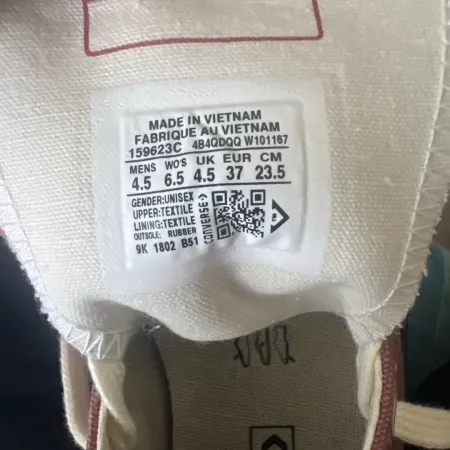 MADE IN VIETNAM
FABRIQUE AU VIETNAM
159623C 4B4QDQQ W101167
MENS WO'S UK EUR CM
4.5 6.5 4.5 37 23.5
GENDER:UNISEX
UPPER:TEXTILE
LINING:TEXTILE
OUTSOLE: RUBBER
9K 1802 B51
CONVERSE